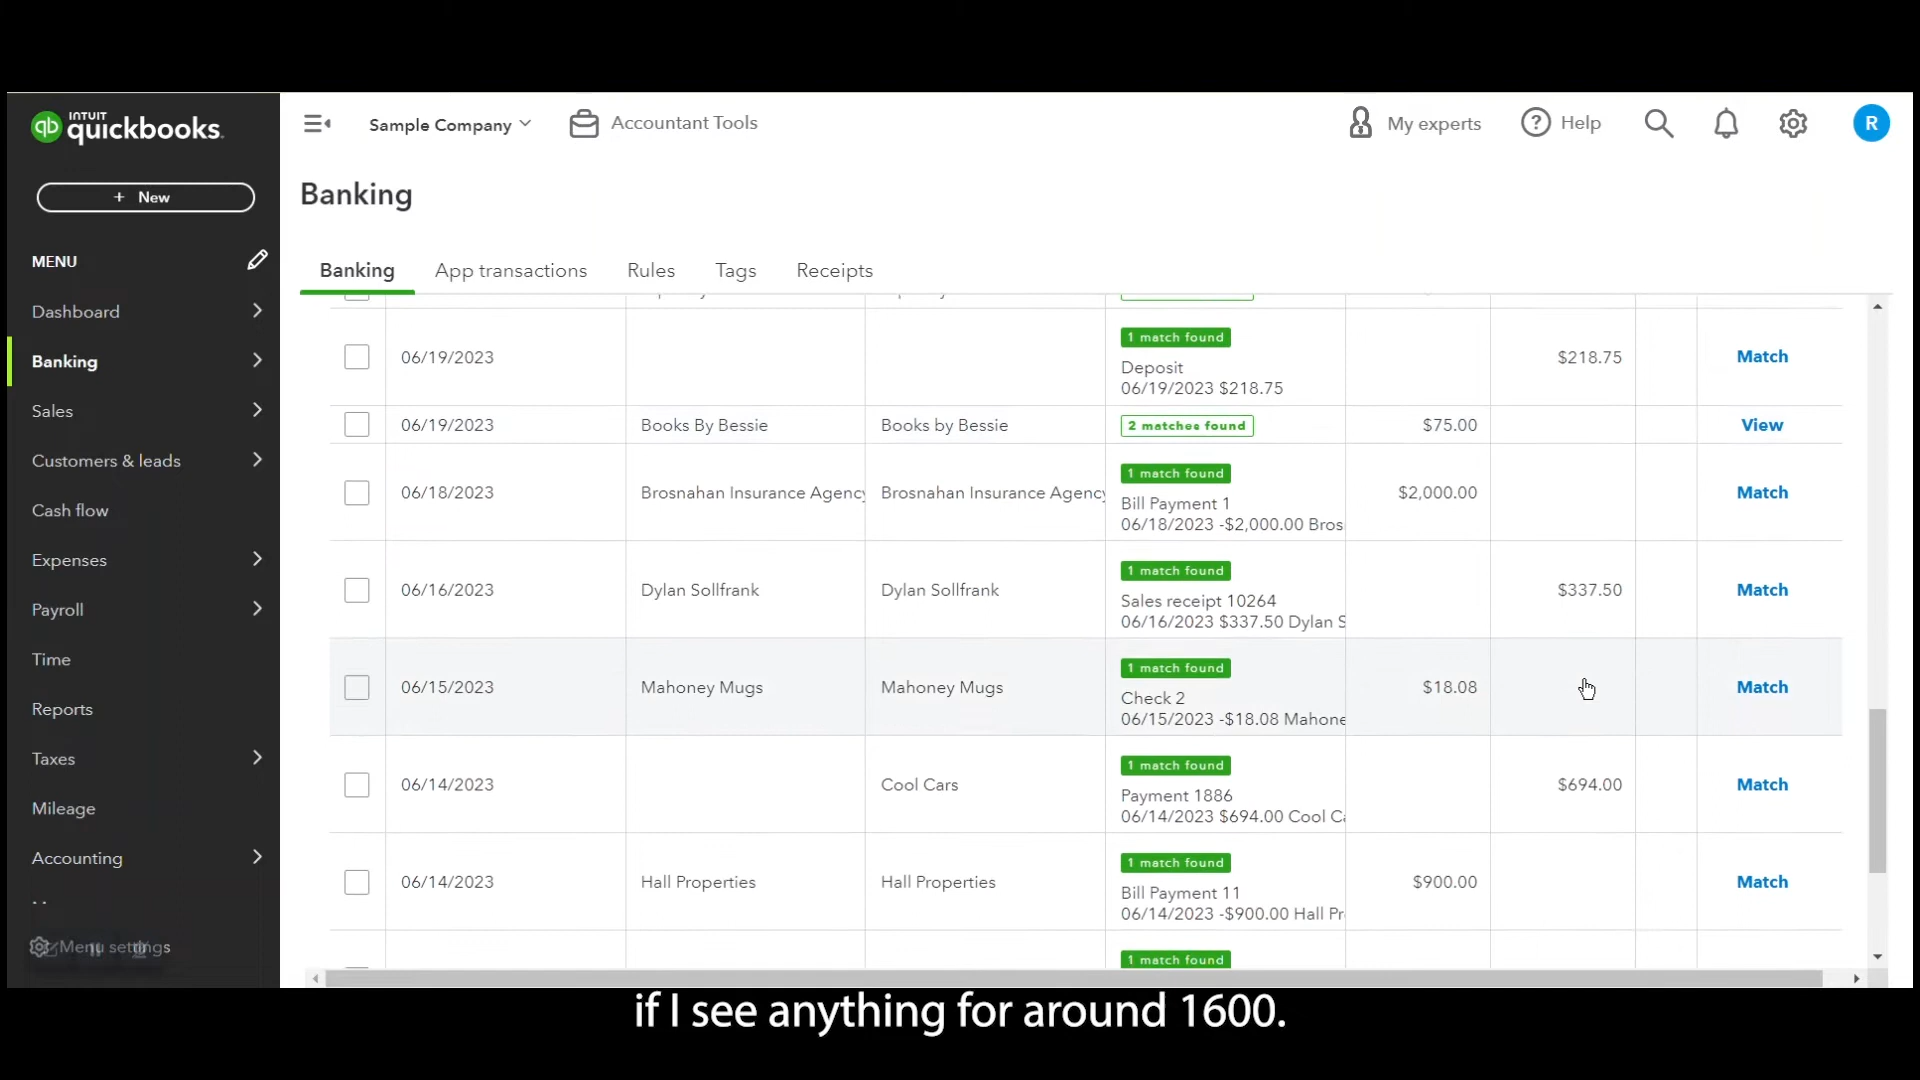 INTUIT
quickbooks
Sample Company
Accountant Tools
My experts
Help
R
+ New
Banking
MENU
Banking App transactions Rules Tags Receipts
Dashboard
Banking
Sales
Customers & leads
Cash flow
Expenses
Payroll
Time
Reports
Taxes
Mileage
Accounting
Menu settings
1 match found
06/19/2023 $218.75 Match
Deposit
06/19/2023 $218.75
06/19/2023 Books By Bessie Books by Bessie 2 matches found $75.00 View
1 match found
06/18/2023 Brosnahan Insurance Agency Brosnahan Insurance Agency $2,000.00 Match
Bill Payment 1
06/18/2023 -$2,000.00 Bros
1 match found
06/16/2023 Dylan Sollfrank Dylan Sollfrank $337.50 Match
Sales receipt 10264
06/16/2023 $337.50 Dylan S
1 match found
06/15/2023 Mahoney Mugs Mahoney Mugs $18.08 Match
Check 2
06/15/2023 -$18.08 Mahone
1 match found
06/14/2023 Cool Cars $694.00 Match
Payment 1886
06/14/2023 $694.00 Cool Ca
1 match found
06/14/2023 Hall Properties Hall Properties $900.00 Match
Bill Payment 11
06/14/2023 -$900.00 Hall Pr
1 match found
if I see anything for around 1600.